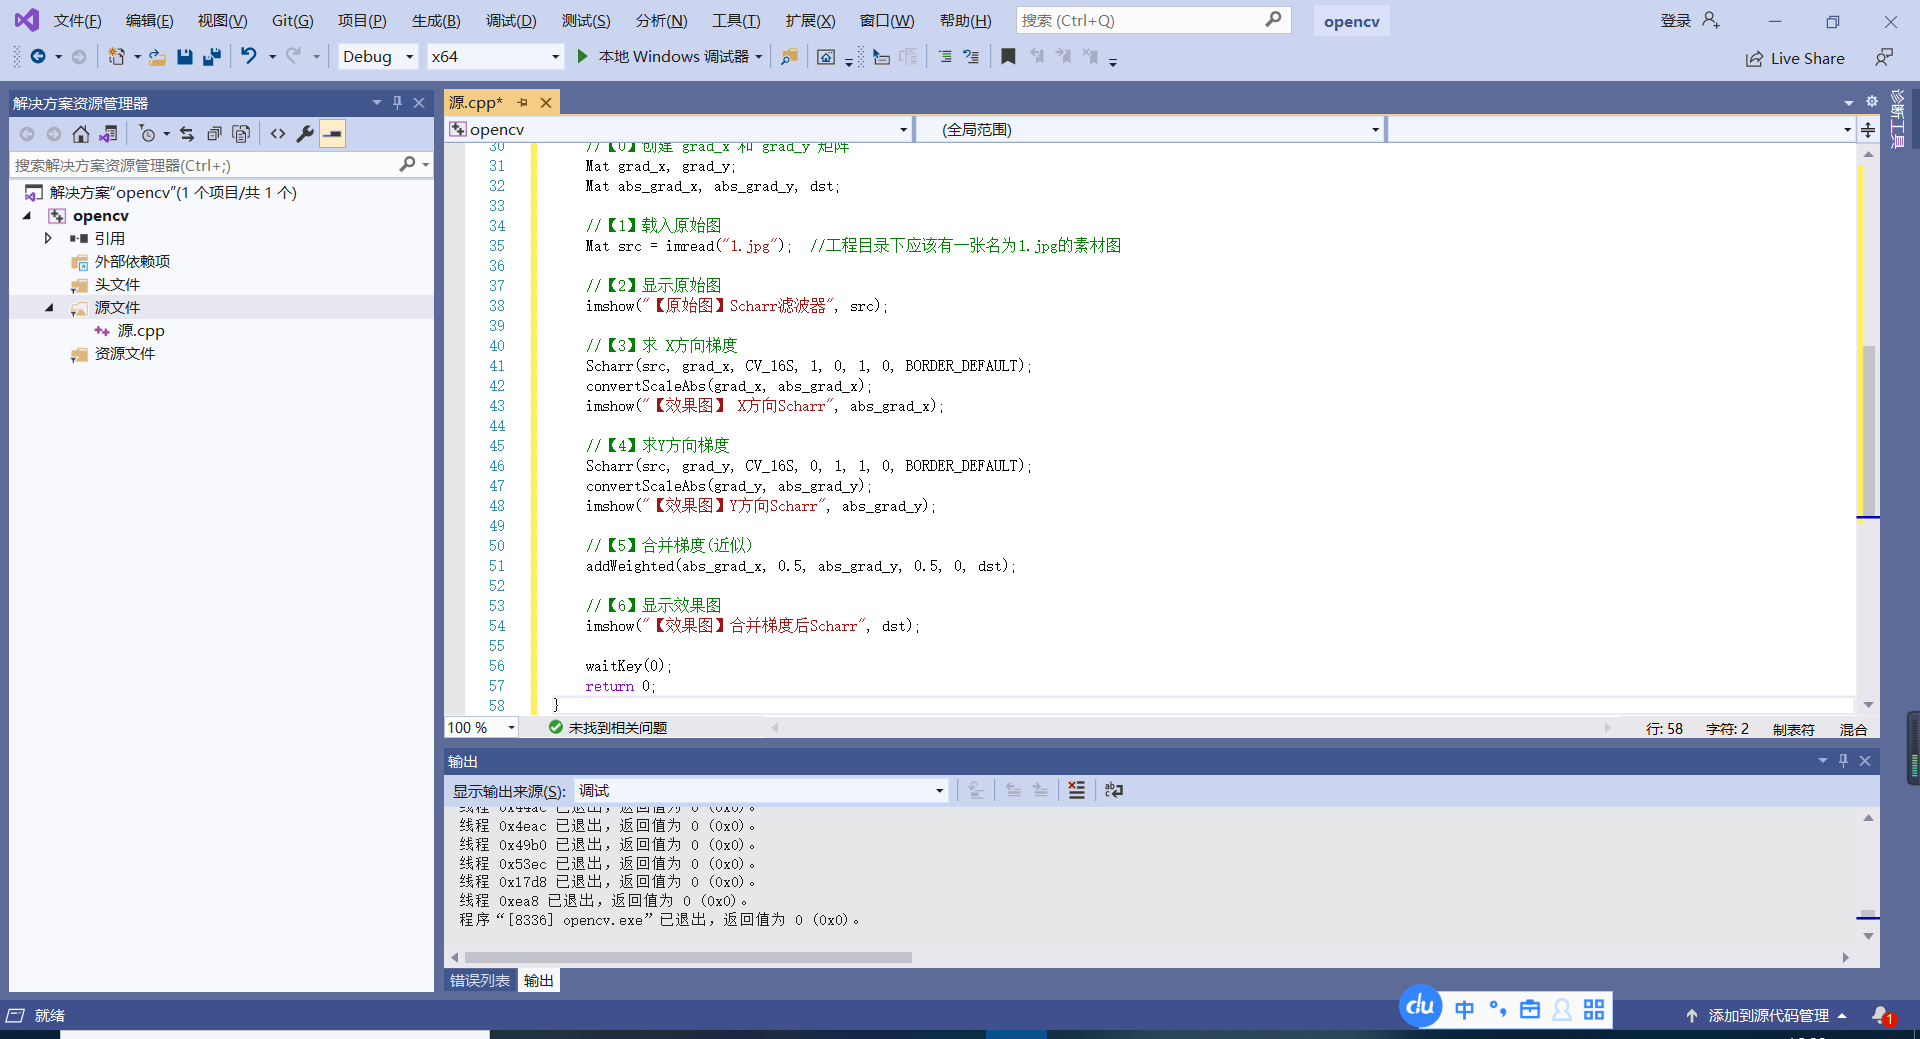 文件(F) 编辑(E) 视图(V) Git(G) 项目(P) 生成(B) 调试(D) 测试(S) 分析(N) 工具(T) 扩展(X) 窗口(W) 帮助(H) 搜索 (Ctrl+Q) opencv 登录
Debug x64 本地 Windows 调试器 Live Share
解决方案资源管理器
搜索解决方案资源管理器(Ctrl+;)
解决方案"opencv"(1 个项目/共 1 个)
opencv
引用
外部依赖项
头文件
源文件
源.cpp
资源文件
源.cpp*
opencv (全局范围)
30 //【0】创建 grad_x 和 grad_y 矩阵
31 Mat grad_x, grad_y;
32 Mat abs_grad_x, abs_grad_y, dst;
33
34 //【1】载入原始图
35 Mat src = imread("1.jpg"); //工程目录下应该有一张名为1.jpg的素材图
36
37 //【2】显示原始图
38 imshow("【原始图】Scharr滤波器", src);
39
40 //【3】求 X方向梯度
41 Scharr(src, grad_x, CV_16S, 1, 0, 1, 0, BORDER_DEFAULT);
42 convertScaleAbs(grad_x, abs_grad_x);
43 imshow("【效果图】 X方向Scharr", abs_grad_x);
44
45 //【4】求Y方向梯度
46 Scharr(src, grad_y, CV_16S, 0, 1, 1, 0, BORDER_DEFAULT);
47 convertScaleAbs(grad_y, abs_grad_y);
48 imshow("【效果图】Y方向Scharr", abs_grad_y);
49
50 //【5】合并梯度(近似)
51 addWeighted(abs_grad_x, 0.5, abs_grad_y, 0.5, 0, dst);
52
53 //【6】显示效果图
54 imshow("【效果图】合并梯度后Scharr", dst);
55
56 waitKey(0);
57 return 0;
58 }
100 % 未找到相关问题 行: 58 字符: 2 制表符 混合
诊断工具
输出
显示输出来源(S): 调试
线程 0x44ac 已退出，返回值为 0 (0x0)。
线程 0x4eac 已退出，返回值为 0 (0x0)。
线程 0x49b0 已退出，返回值为 0 (0x0)。
线程 0x53ec 已退出，返回值为 0 (0x0)。
线程 0x17d8 已退出，返回值为 0 (0x0)。
线程 0xea8 已退出，返回值为 0 (0x0)。
程序“[8336] opencv.exe”已退出，返回值为 0 (0x0)。
错误列表 输出
就绪 du 中 添加到源代码管理 1